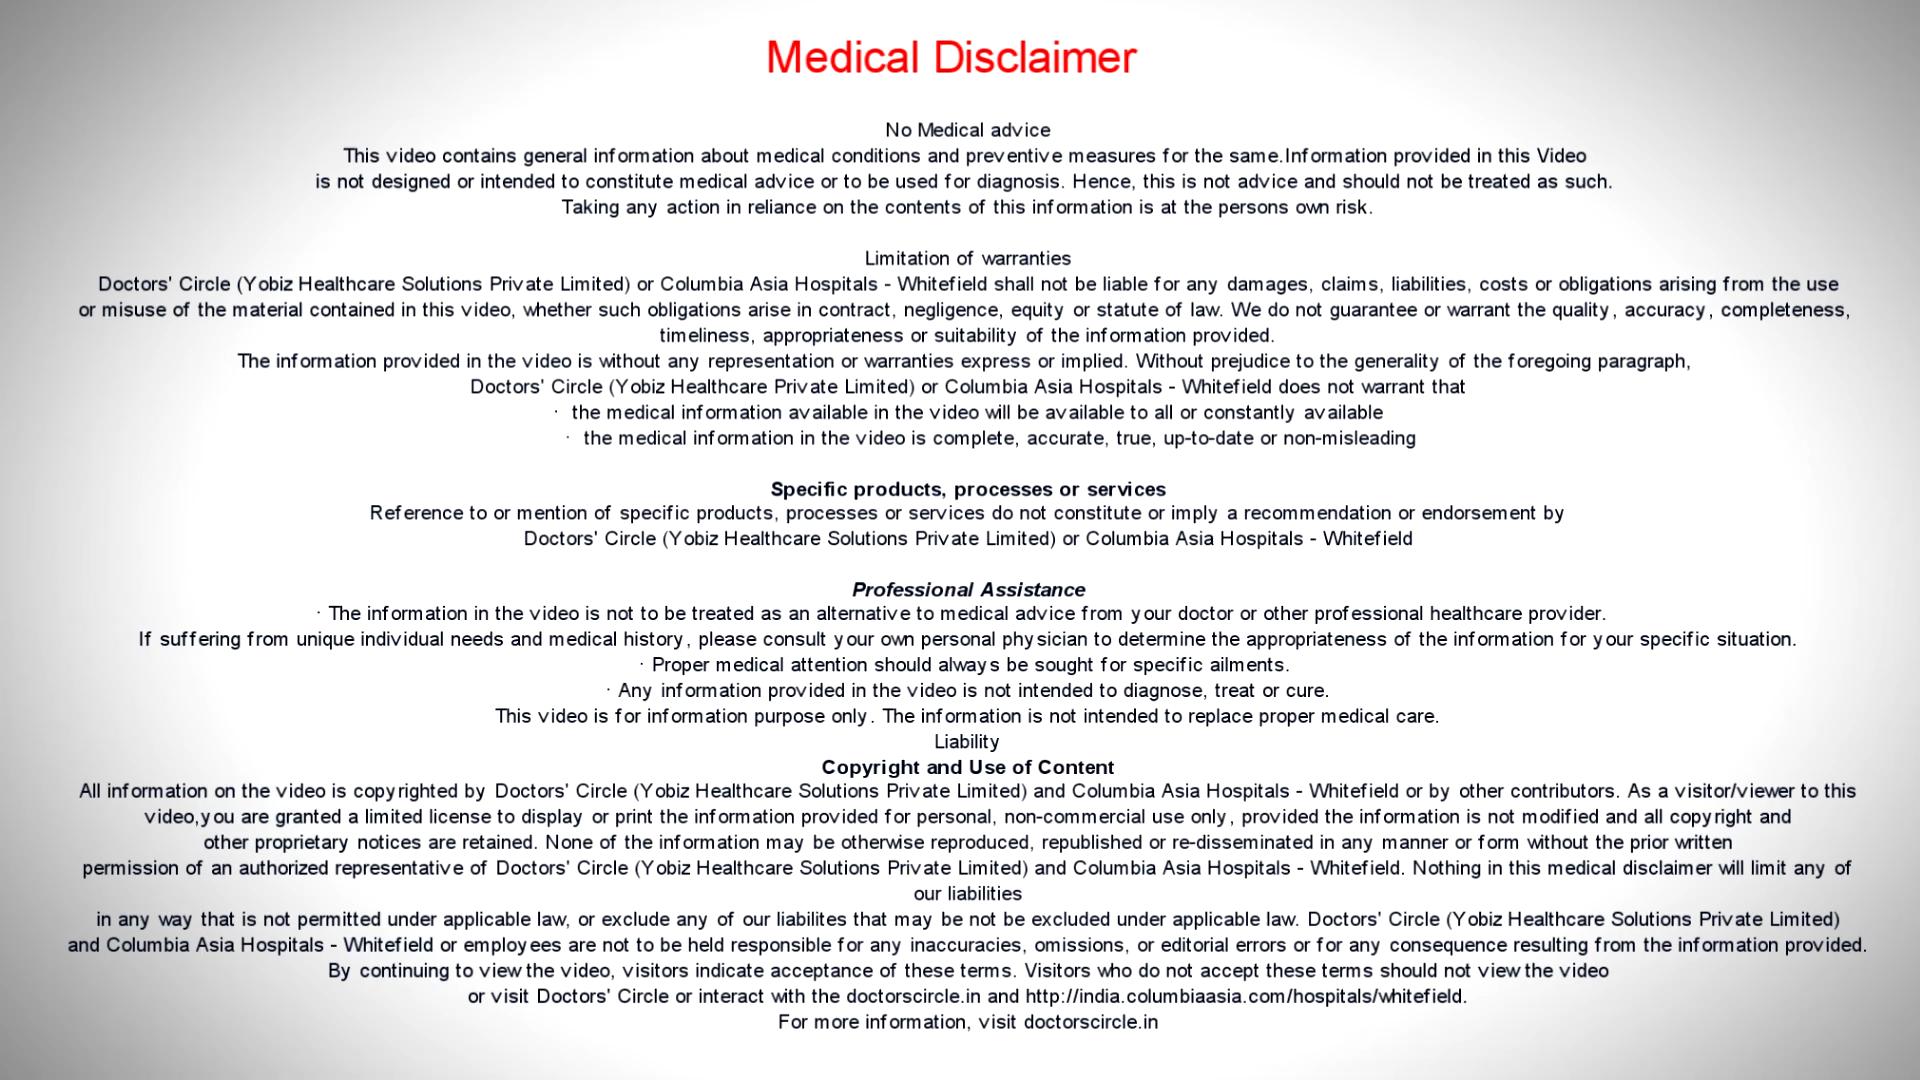 Medical Disclaimer
No Medical advice
This video contains general information about medical conditions and preventive measures for the same.Information provided in this Video
is not designed or intended to constitute medical advice or to be used for diagnosis. Hence, this is not advice and should not be treated as such.
Taking any action in reliance on the contents of this information is at the persons own risk.
Limitation of warranties
Doctors' Circle (Yobiz Healthcare Solutions Private Limited) or Columbia Asia Hospitals - Whitefield shall not be liable for any damages, claims, liabilities, costs or obligations arising from the use
or misuse of the material contained in this video, whether such obligations arise in contract, negligence, equity or statute of law. We do not guarantee or warrant the quality, accuracy, completeness,
timeliness, appropriateness or suitability of the information provided.
The information provided in the video is without any representation or warranties express or implied. Without prejudice to the generality of the foregoing paragraph,
Doctors' Circle (Yobiz Healthcare Private Limited) or Columbia Asia Hospitals - Whitefield does not warrant that
· the medical information available in the video will be available to all or constantly available
· the medical information in the video is complete, accurate, true, up-to-date or non-misleading
Specific products, processes or services
Reference to or mention of specific products, processes or services do not constitute or imply a recommendation or endorsement by
Doctors' Circle (Yobiz Healthcare Solutions Private Limited) or Columbia Asia Hospitals - Whitefield
Professional Assistance
· The information in the video is not to be treated as an alternative to medical advice from your doctor or other professional healthcare provider.
If suffering from unique individual needs and medical history, please consult your own personal physician to determine the appropriateness of the information for your specific situation.
· Proper medical attention should always be sought for specific ailments.
· Any information provided in the video is not intended to diagnose, treat or cure.
This video is for information purpose only. The information is not intended to replace proper medical care.
Liability
Copyright and Use of Content
All information on the video is copyrighted by Doctors' Circle (Yobiz Healthcare Solutions Private Limited) and Columbia Asia Hospitals - Whitefield or by other contributors. As a visitor/viewer to this
video,you are granted a limited license to display or print the information provided for personal, non-commercial use only, provided the information is not modified and all copyright and
other proprietary notices are retained. None of the information may be otherwise reproduced, republished or re-disseminated in any manner or form without the prior written
permission of an authorized representative of Doctors' Circle (Yobiz Healthcare Solutions Private Limited) and Columbia Asia Hospitals - Whitefield. Nothing in this medical disclaimer will limit any of
our liabilities
in any way that is not permitted under applicable law, or exclude any of our liabilites that may be not be excluded under applicable law. Doctors' Circle (Yobiz Healthcare Solutions Private Limited)
and Columbia Asia Hospitals - Whitefield or employees are not to be held responsible for any inaccuracies, omissions, or editorial errors or for any consequence resulting from the information provided.
By continuing to view the video, visitors indicate acceptance of these terms. Visitors who do not accept these terms should not view the video
or visit Doctors' Circle or interact with the doctorscircle.in and http://india.columbiaasia.com/hospitals/whitefield.
For more information, visit doctorscircle.in